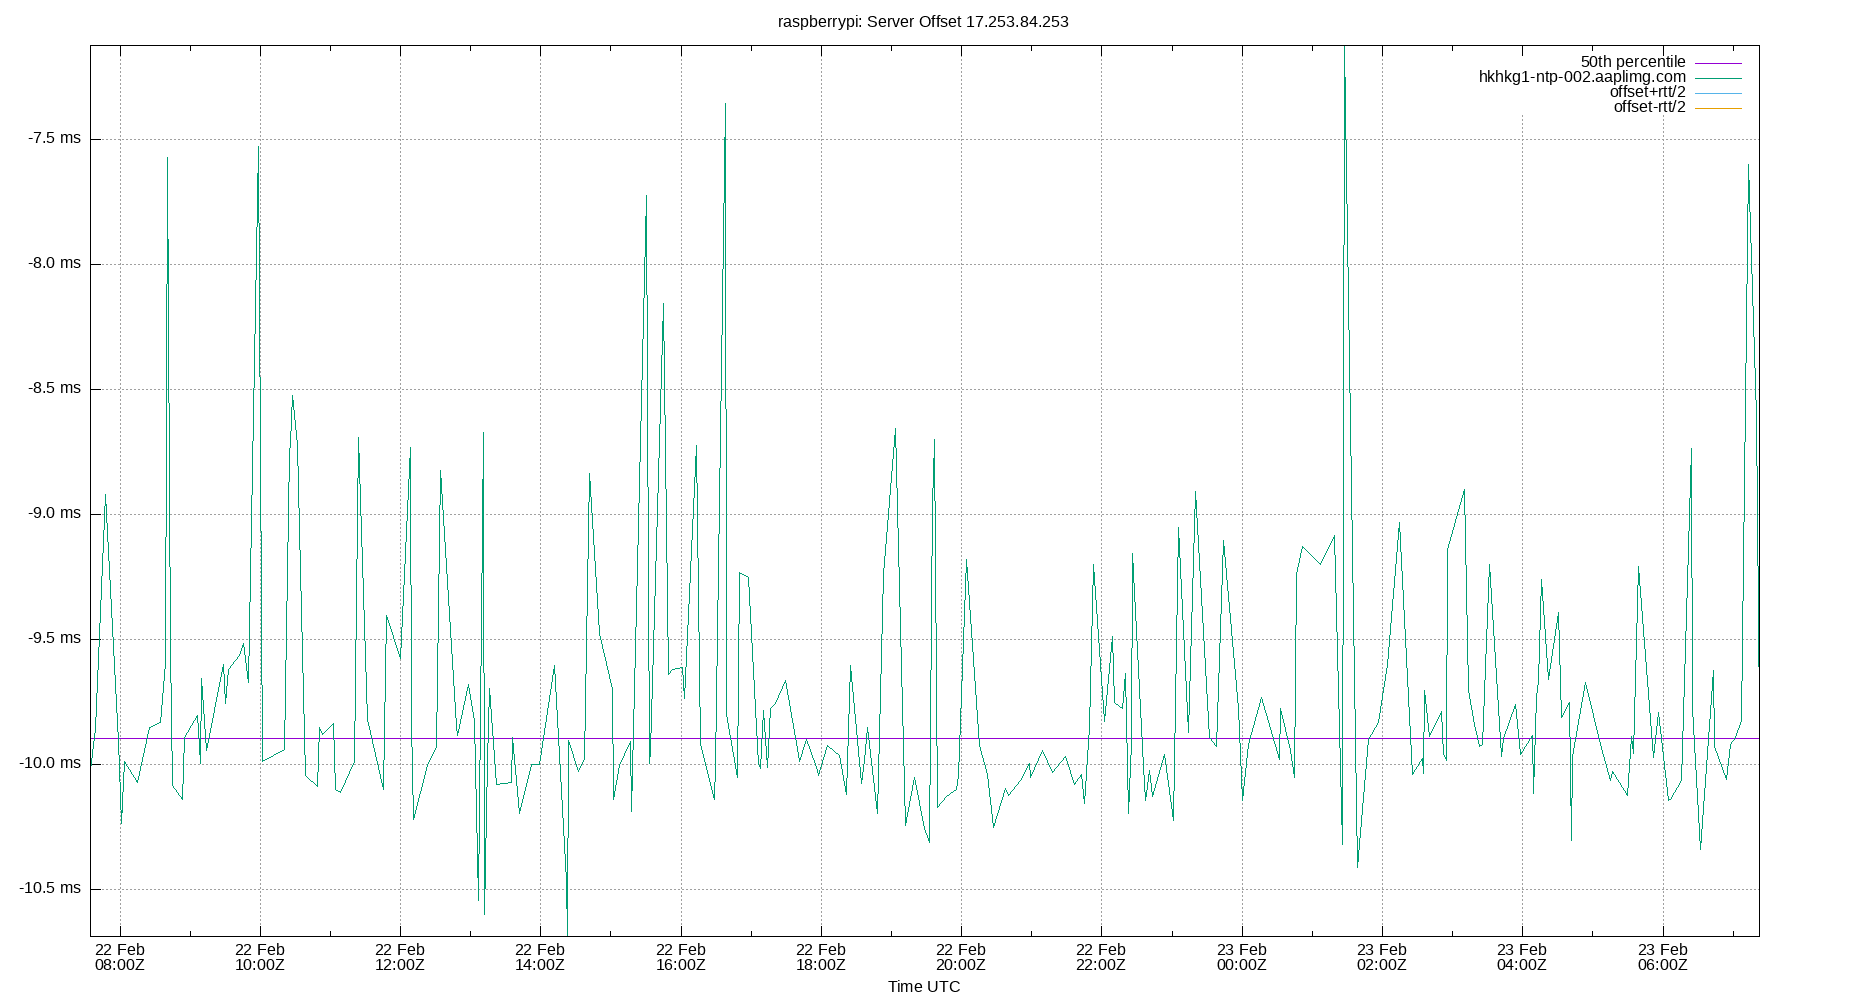 raspberrypi: Server Offset 17.253.84.253
50th percentile
hkhkg1-ntp-002.aaplimg.com
offset+rtt/2
offset-rtt/2
-7.5 ms
-8.0 ms
-8.5 ms
-9.0 ms
-9.5 ms
-10.0 ms
-10.5 ms
22 Feb 22 Feb 22 Feb 22 Feb 22 Feb 22 Feb 22 Feb 22 Feb 23 Feb 23 Feb 23 Feb 23 Feb
08:00Z 10:00Z 12:00Z 14:00Z 16:00Z 18:00Z 20:00Z 22:00Z 00:00Z 02:00Z 04:00Z 06:00Z
Time UTC